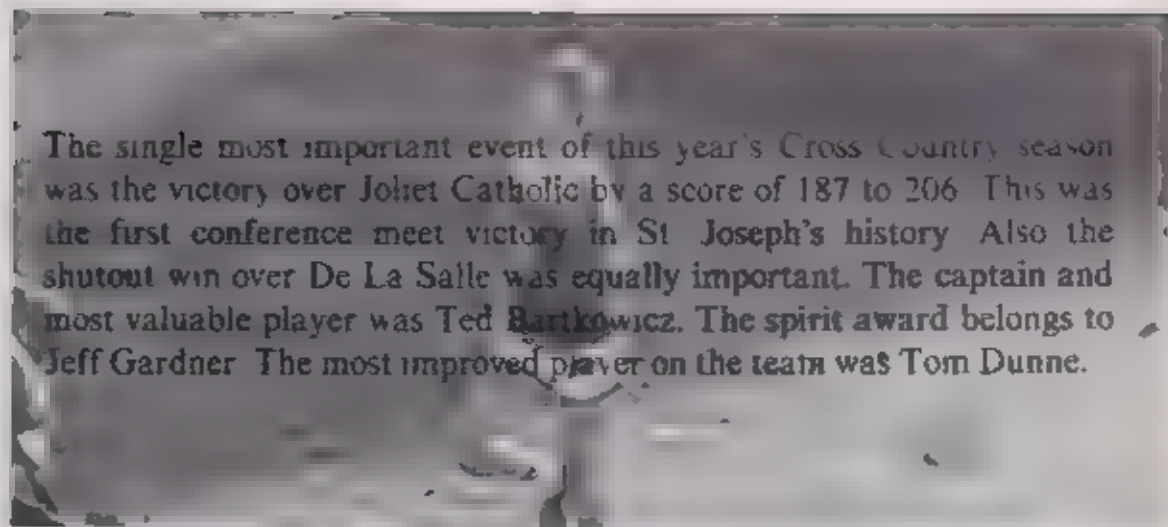 The single most important event of this year's Cross Country season
was the victory over Joliet Catholic by a score of 187 to 206 This was
the first conference meet victory in St Joseph's history Also the
shutout win over De La Salle was equally important. The captain and
most valuable player was Ted Bartkowicz. The spirit award belongs to
Jeff Gardner The most improved player on the team was Tom Dunne.